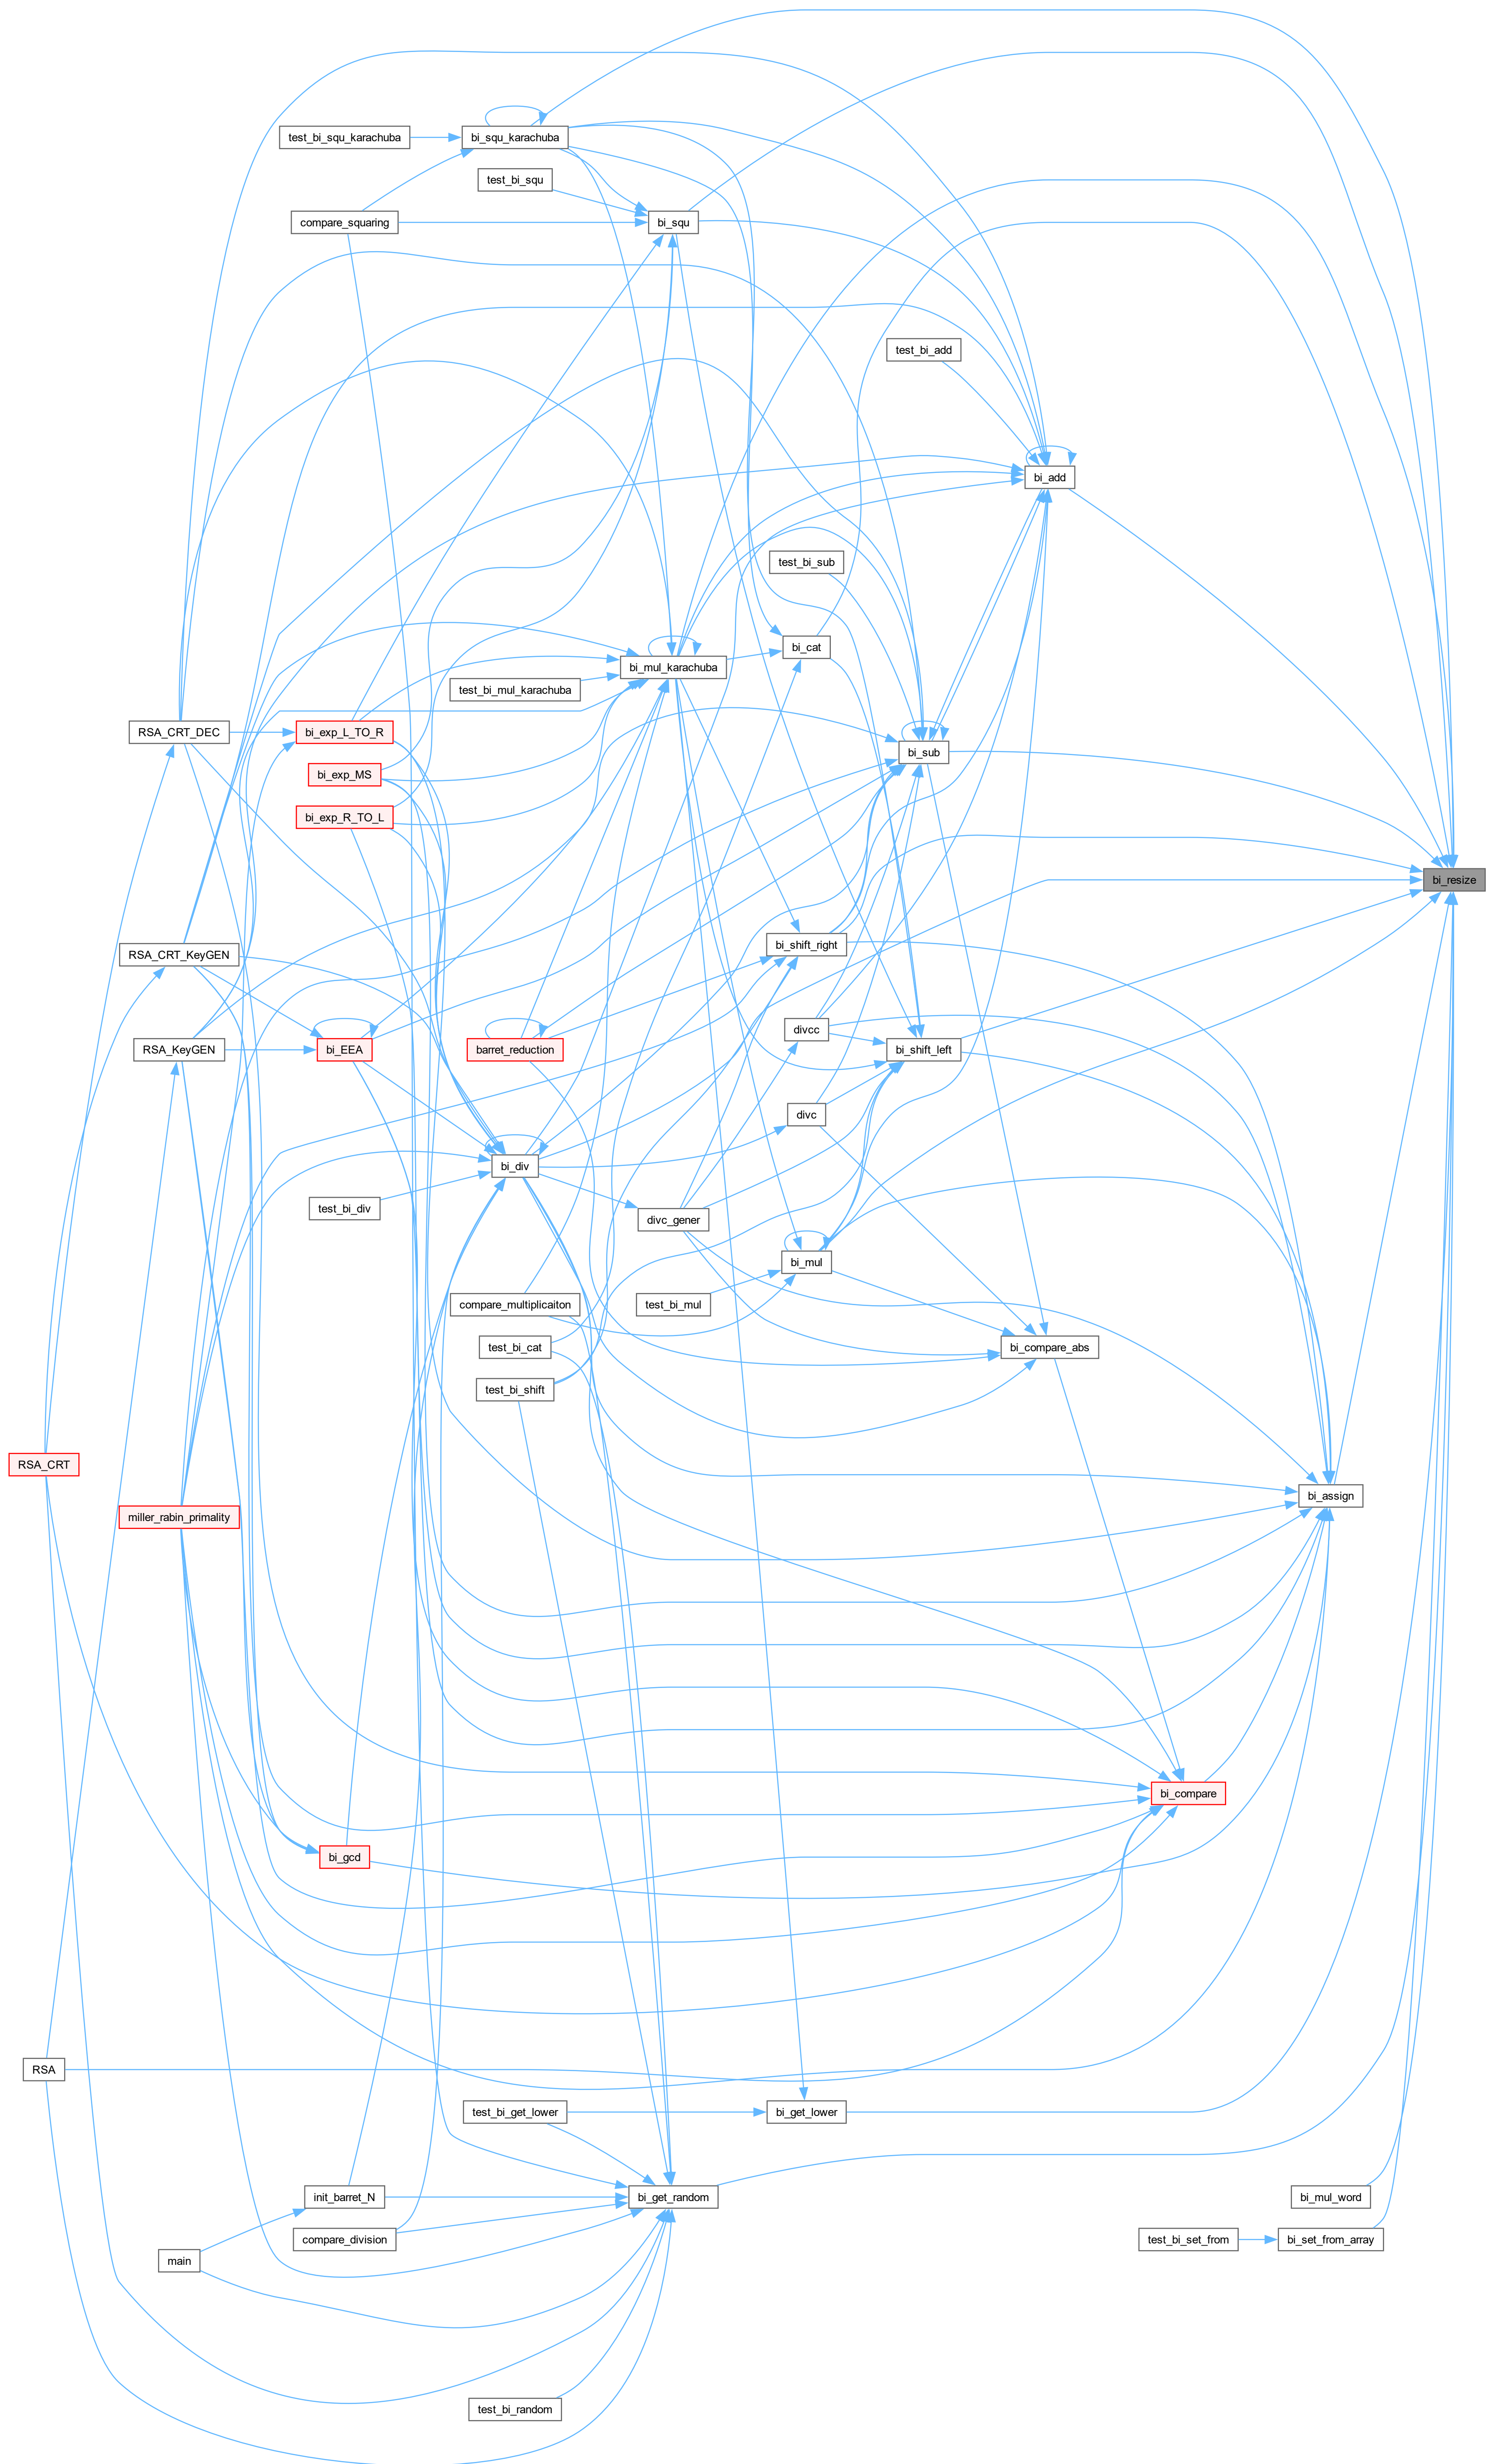 test_bi_squ_karachuba
bi_squ_karachuba
test_bi_squ
compare_squaring
bi_squ
test_bi_add
bi_add
test_bi_sub
bi_cat
bi_mul_karachuba
test_bi_mul_karachuba
RSA_CRT_DEC
bi_exp_L_TO_R
bi_sub
bi_exp_MS
bi_exp_R_TO_L
bi_resize
bi_shift_right
RSA_CRT_KeyGEN
divcc
RSA_KeyGEN
bi_EEA
barret_reduction
bi_shift_left
divc
bi_div
test_bi_div
divc_gener
bi_mul
compare_multiplicaiton
test_bi_mul
test_bi_cat
bi_compare_abs
test_bi_shift
RSA_CRT
bi_assign
miller_rabin_primality
bi_compare
bi_gcd
RSA
test_bi_get_lower
bi_get_lower
init_barret_N
bi_get_random
bi_mul_word
compare_division
test_bi_set_from
bi_set_from_array
main
test_bi_random